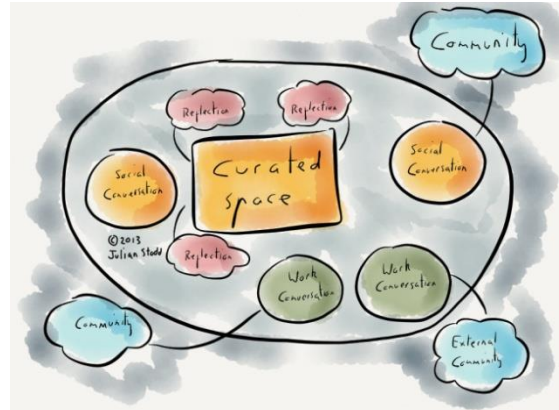 Community
Reflection
Reflection
Curated
space
Social
Conversation
Social
Conversation
©2013
Julian Stodd
Reflection
Work
Conversation
Work
Conversation
Community
External
Community